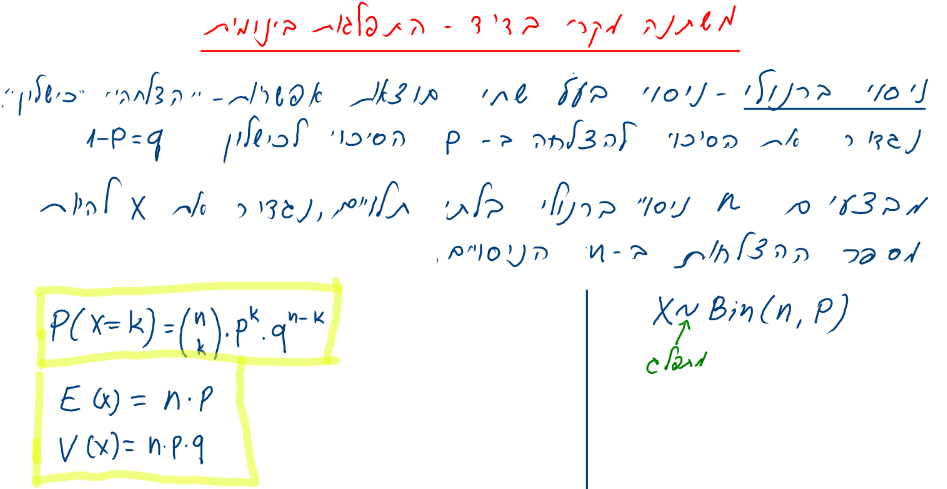 משתנה מקרי בדיד - התפלגות בינומית
ניסוי ברנולי - ניסוי בעל שתי תוצאות אפשריות - "הצלחה" "כישלון".
נגדיר את הסיכוי להצלחה ב- p הסיכוי לכישלון 1-p=q
מבצעים n ניסויי ברנולי בלתי תלויים, נגדיר את X להיות
מספר ההצלחות ב-n הניסויים.
X~Bin(n,p)
מתפלג
P(x=k)=(n k)·p^k·q^(n-k)
E(x) = n·p
V(x)= n·p·q